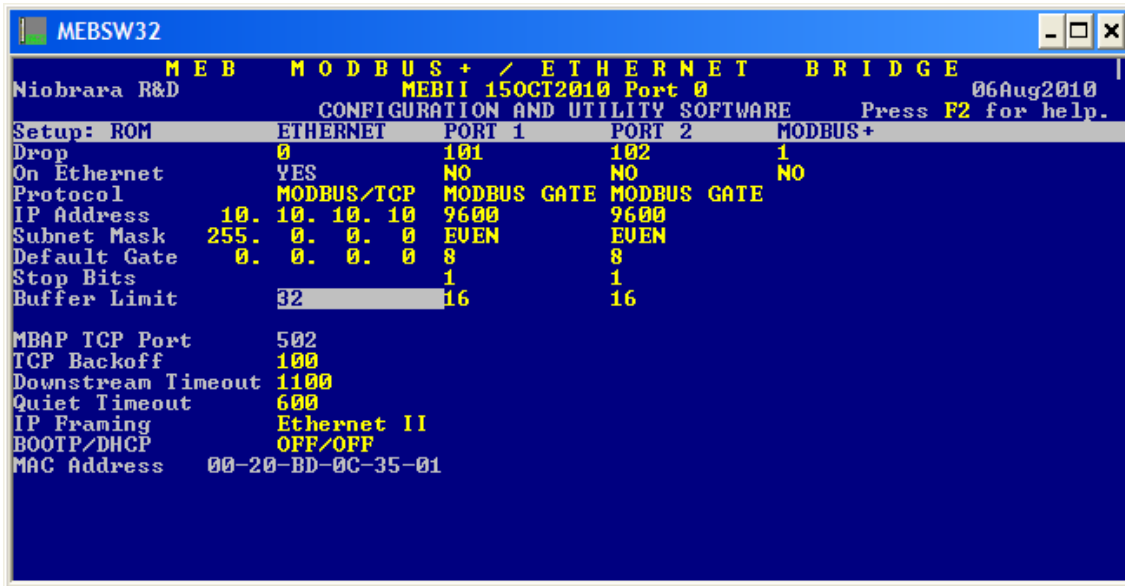 MEBSW32
M E B M O D B U S + / E T H E R N E T B R I D G E
Niobrara R&D MEBII 15OCT2010 Port 0 06Aug2010
CONFIGURATION AND UTILITY SOFTWARE Press F2 for help.
Setup: ROM ETHERNET PORT 1 PORT 2 MODBUS+
Drop 0 101 102 1
On Ethernet YES NO NO NO
Protocol MODBUS/TCP MODBUS GATE MODBUS GATE
IP Address 10. 10. 10. 10 9600 9600
Subnet Mask 255. 0. 0. 0 EVEN EVEN
Default Gate 0. 0. 0. 0 8 8
Stop Bits 1 1
Buffer Limit 32 16 16
MBAP TCP Port 502
TCP Backoff 100
Downstream Timeout 1100
Quiet Timeout 600
IP Framing Ethernet II
BOOTP/DHCP OFF/OFF
MAC Address 00-20-BD-0C-35-01